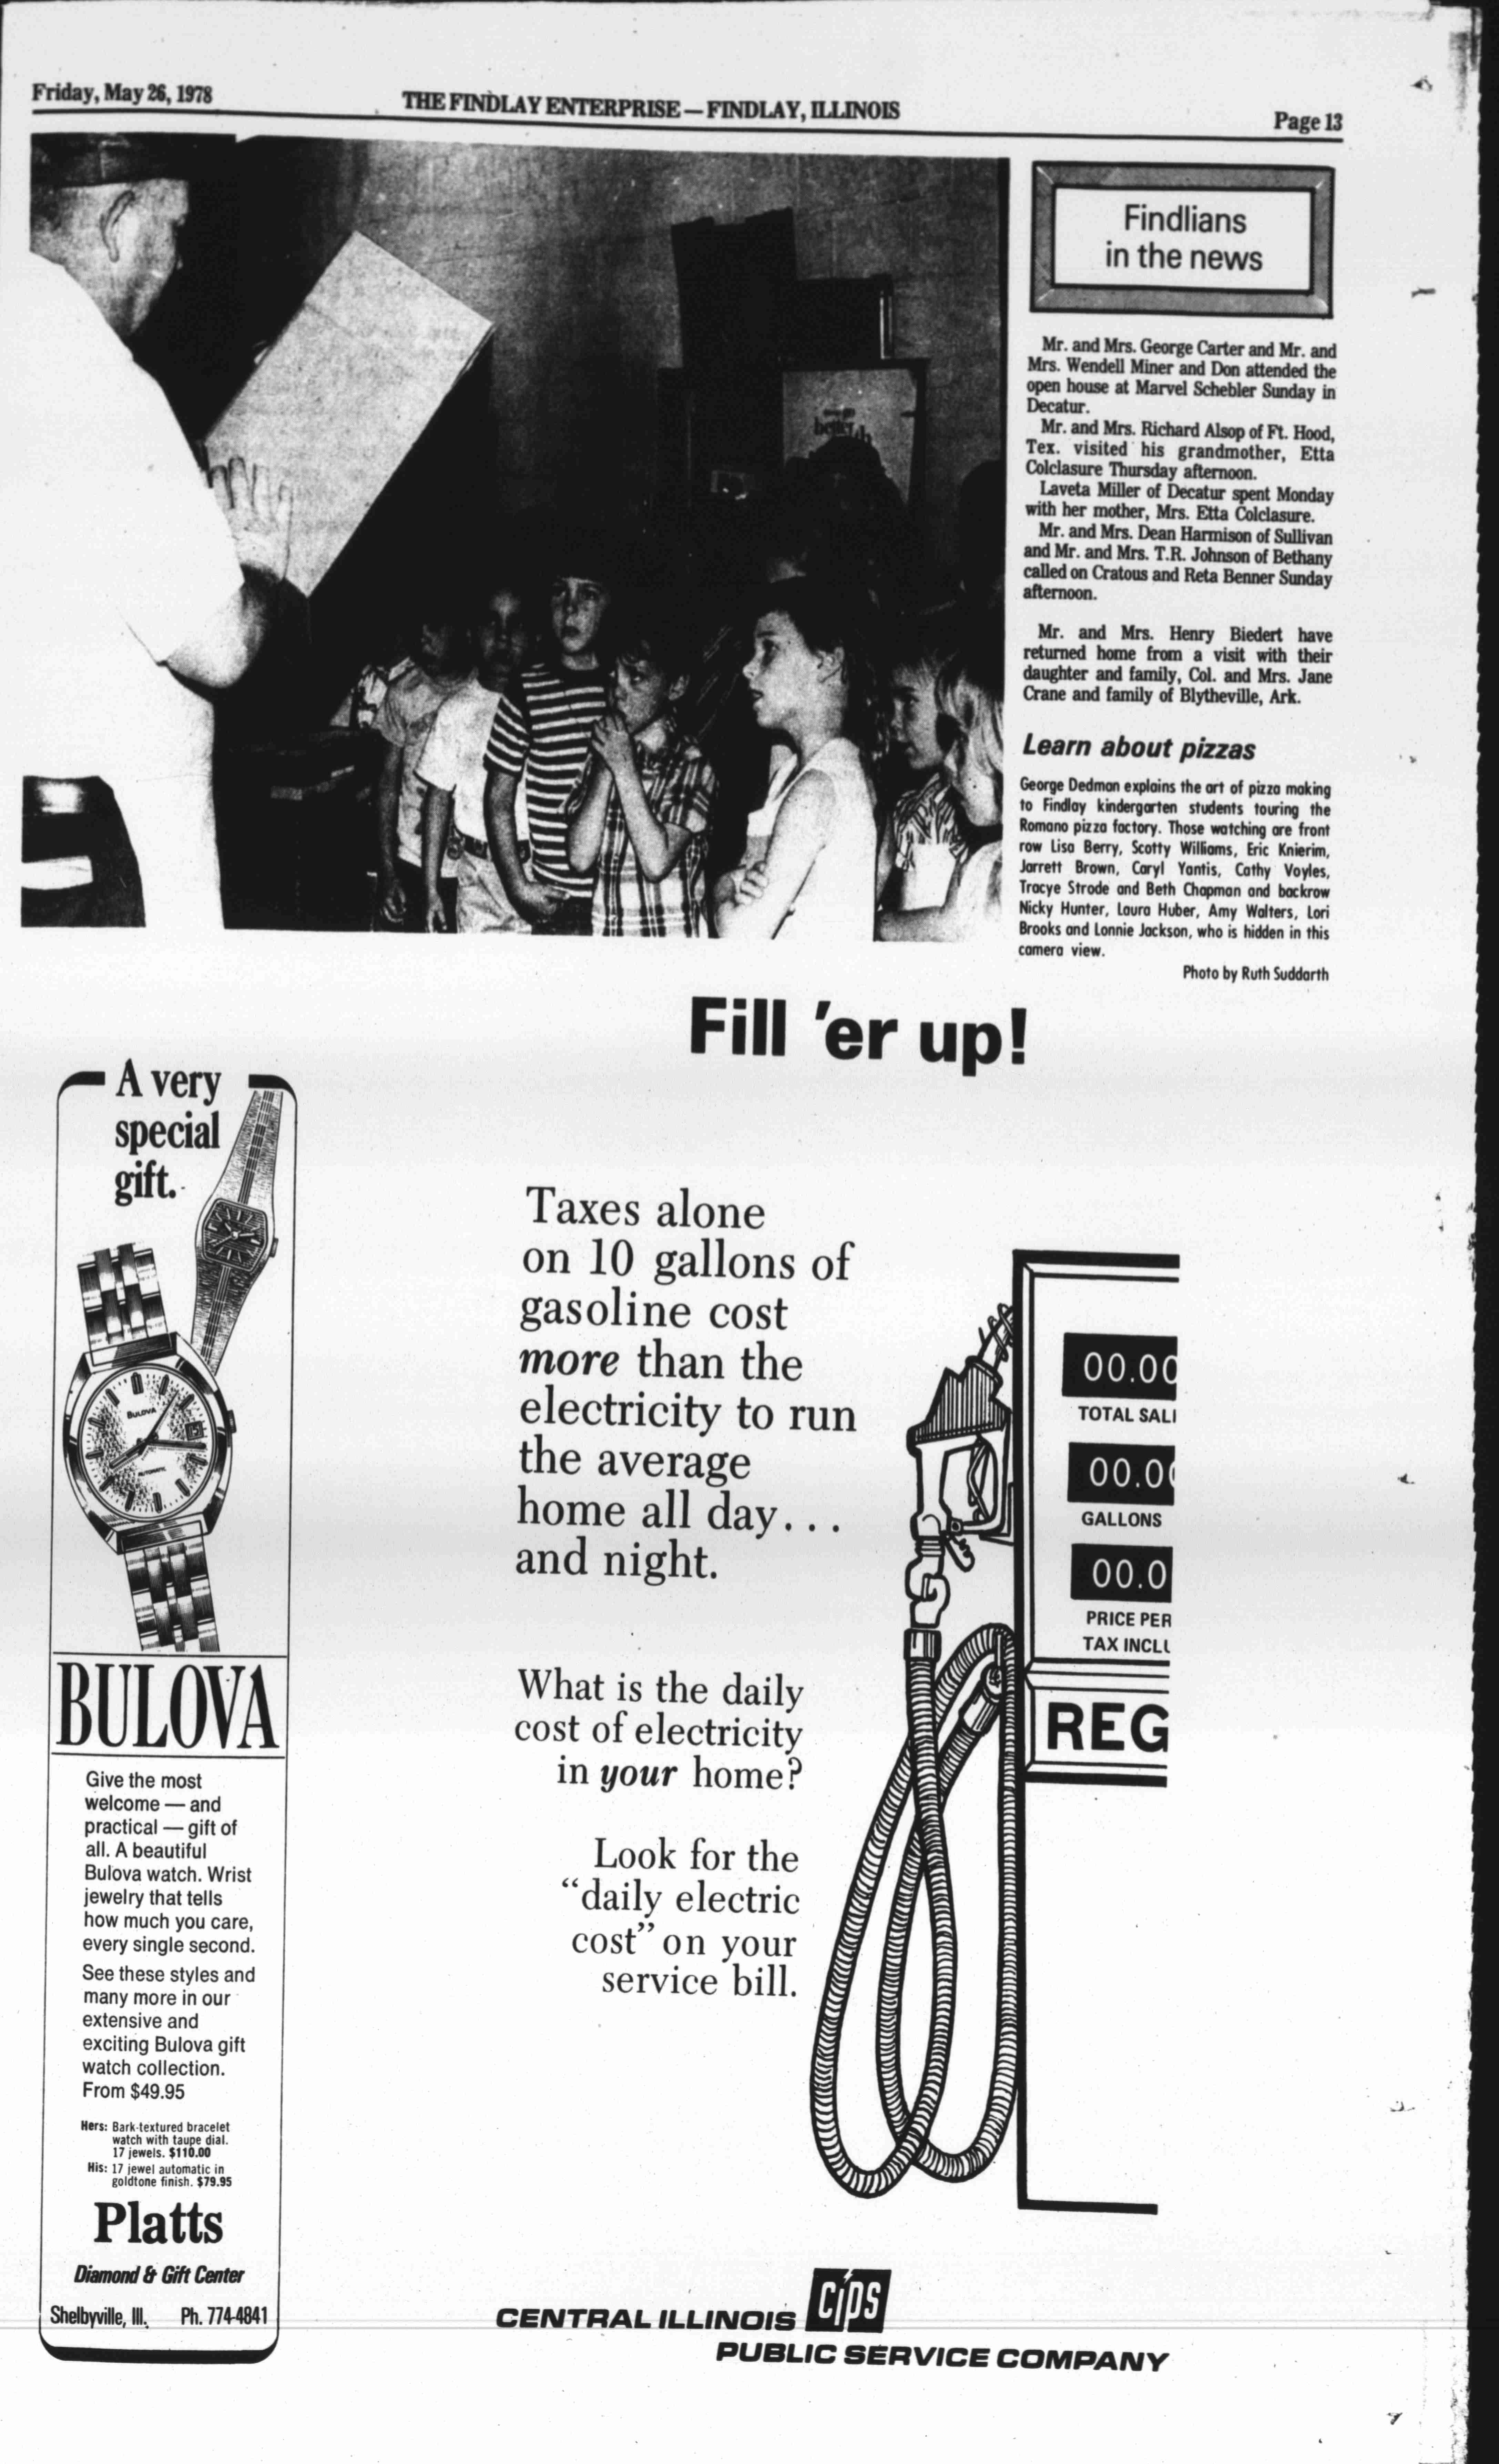 Friday, May 26, 1978
THE FINDLAY ENTERPRISE — FINDLAY, ILLINOIS
Page 13
better
Findlians
in the news
Mr. and Mrs. George Carter and Mr. and
Mrs. Wendell Miner and Don attended the
open house at Marvel Schebler Sunday in
Decatur.
Mr. and Mrs. Richard Alsop of Ft. Hood,
Tex. visited his grandmother, Etta
Colclasure Thursday afternoon.
Laveta Miller of Decatur spent Monday
with her mother, Mrs. Etta Colclasure.
Mr. and Mrs. Dean Harmison of Sullivan
and Mr. and Mrs. T.R. Johnson of Bethany
called on Cratous and Reta Benner Sunday
afternoon.
Mr. and Mrs. Henry Biedert have
returned home from a visit with their
daughter and family, Col. and Mrs. Jane
Crane and family of Blytheville, Ark.
Learn about pizzas
George Dedman explains the art of pizza making
to Findlay kindergarten students touring the
Romano pizza factory. Those watching are front
row Lisa Berry, Scotty Williams, Eric Knierim,
Jarrett Brown, Caryl Yantis, Cathy Voyles,
Tracye Strode and Beth Chapman and backrow
Nicky Hunter, Laura Huber, Amy Walters, Lori
Brooks and Lonnie Jackson, who is hidden in this
camera view.
Photo by Ruth Suddarth
A very
special
gift.
BULOVA
AUTOMATIC
BULOVA
Give the most
welcome — and
practical — gift of
all. A beautiful
Bulova watch. Wrist
jewelry that tells
how much you care,
every single second.
See these styles and
many more in our
extensive and
exciting Bulova gift
watch collection.
From $49.95
Hers: Bark-textured bracelet
watch with taupe dial.
17 jewels. $110.00
His: 17 jewel automatic in
goldtone finish. $79.95
Platts
Diamond & Gift Center
Shelbyville, Ill. Ph. 774-4841
Fill 'er up!
Taxes alone
on 10 gallons of
gasoline cost
more than the
electricity to run
the average
home all day...
and night.
What is the daily
cost of electricity
in your home?
Look for the
"daily electric
cost" on your
service bill.
00.00
TOTAL SAL
00.0
GALLONS
00.0
PRICE PER
TAX INCL
REG
CENTRAL ILLINOIS CIPS
PUBLIC SERVICE COMPANY